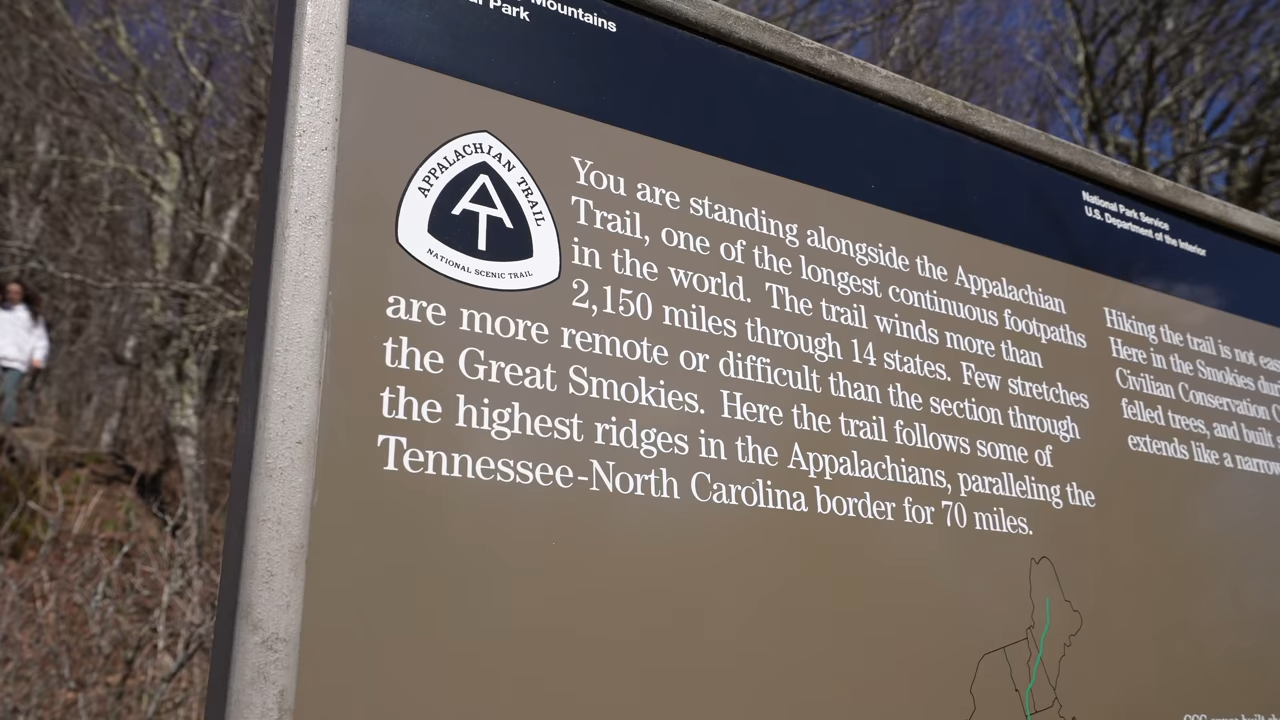 Mountains
Park
National Park Service
U.S. Department of the Interior
APPALACHIAN TRAIL
AT
NATIONAL SCENIC TRAIL
You are standing alongside the Appalachian
Trail, one of the longest continuous footpaths
in the world. The trail winds more than
2,150 miles through 14 states. Few stretches
are more remote or difficult than the section through
the Great Smokies. Here the trail follows some of
the highest ridges in the Appalachians, paralleling the
Tennessee-North Carolina border for 70 miles.
Hiking the trail is not
Here in the Smokies
Civilian Conservation
felled trees, and built
extends like a narrow